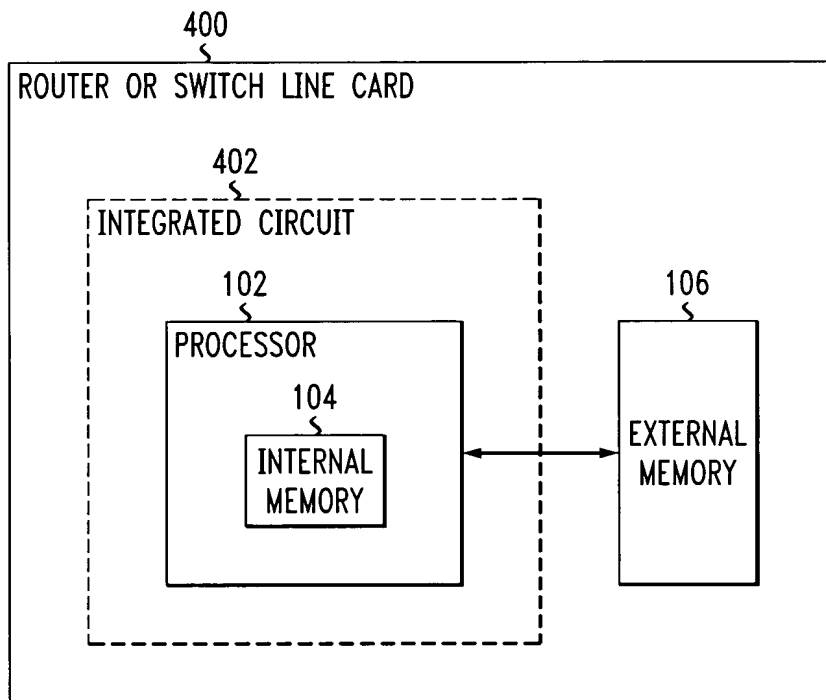 400
ROUTER OR SWITCH LINE CARD
402
INTEGRATED CIRCUIT
102
PROCESSOR
106
104
INTERNAL
MEMORY
EXTERNAL
MEMORY